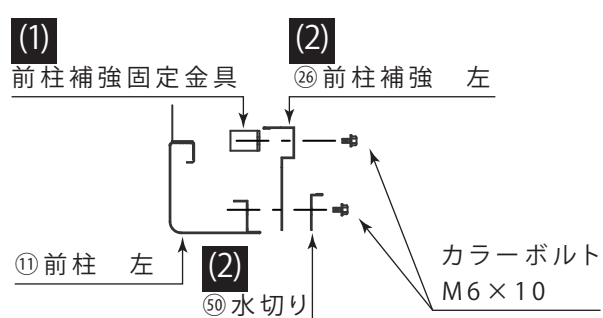 (1)
前柱補強固定金具
(2)
㉖前柱補強　左
⑪前柱　左
(2)
㊿水切り
カラーボルト
M6×10